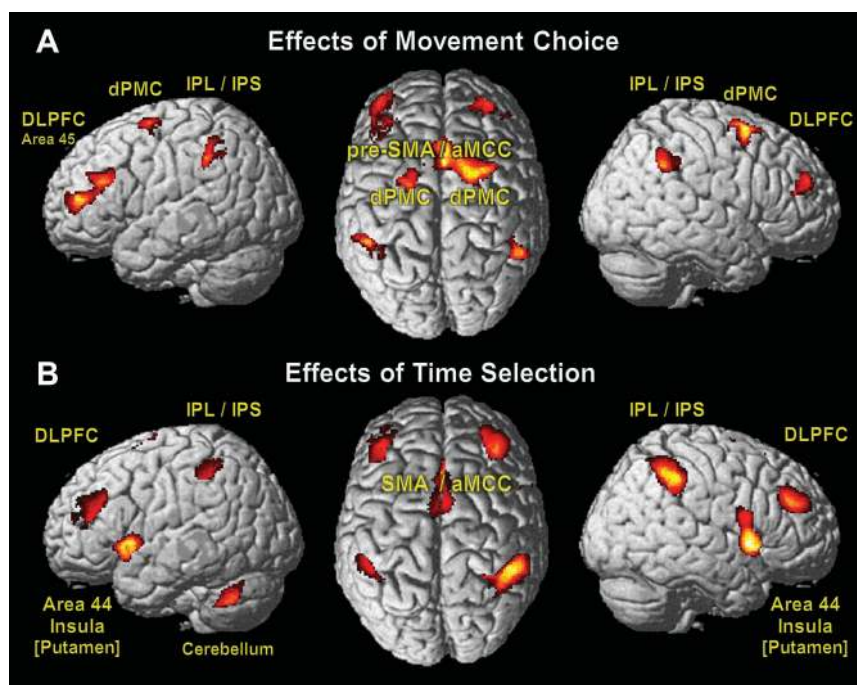 A
Effects of Movement Choice
dPMC
IPL / IPS
DLPFC
Area 45
pre-SMA / aMCC
dPMC
dPMC
IPL / IPS
dPMC
DLPFC
B
Effects of Time Selection
IPL / IPS
DLPFC
Area 44
Insula
[Putamen]
Cerebellum
SMA / aMCC
IPL / IPS
DLPFC
Area 44
Insula
[Putamen]